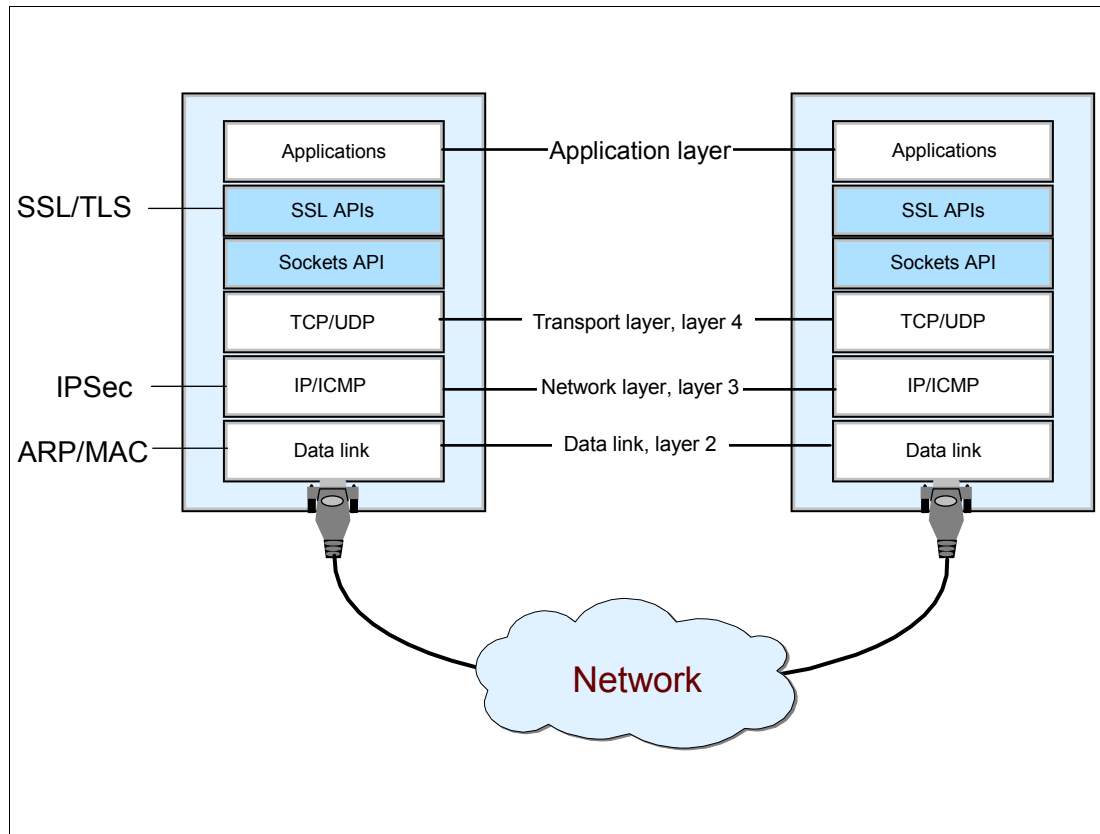 Applications
Application layer
Applications
SSL/TLS
SSL APIs
SSL APIs
Sockets API
Sockets API
TCP/UDP
Transport layer, layer 4
TCP/UDP
IPSec
IP/ICMP
Network layer, layer 3
IP/ICMP
ARP/MAC
Data link
Data link, layer 2
Data link
Network